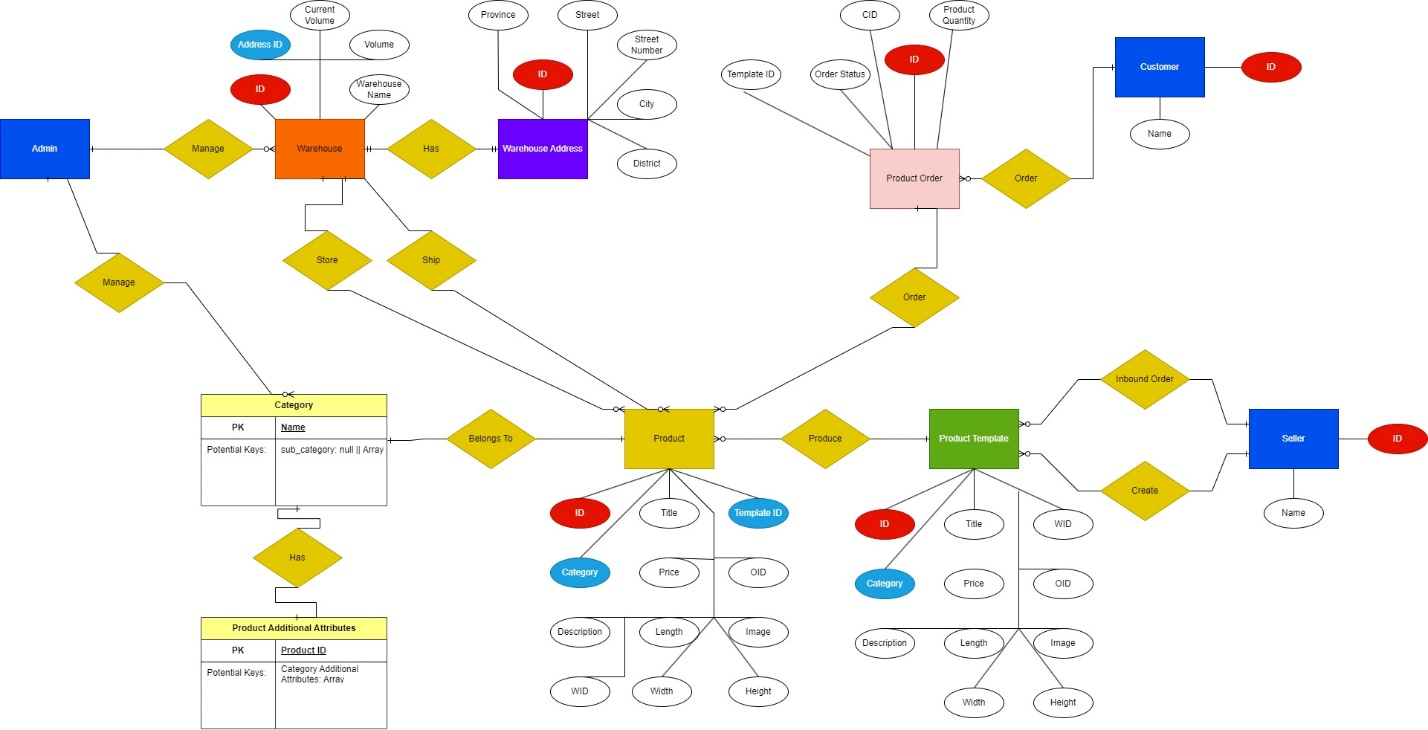 Current
Volume
Province
Street
CID
Product
Quantity
Address ID
Volume
Street
Number
Template ID
Order Status
ID
Customer
ID
ID
Warehouse
Name
ID
City
Name
Admin
Manage
Warehouse
Has
Warehouse Address
District
Product Order
Order
Store
Ship
Manage
Order
Inbound Order
Category
PK
Name
Potential Keys:
sub_category: null || Array
Belongs To
Product
Produce
Product Template
Seller
ID
Create
ID
Title
Template ID
ID
Title
WID
Name
Has
Category
Price
OID
Category
Price
OID
Product Additional Attributes
PK
Product ID
Potential Keys:
Category Additional
Attributes: Array
Description
Length
Image
Description
Length
Image
WID
Width
Height
Width
Height